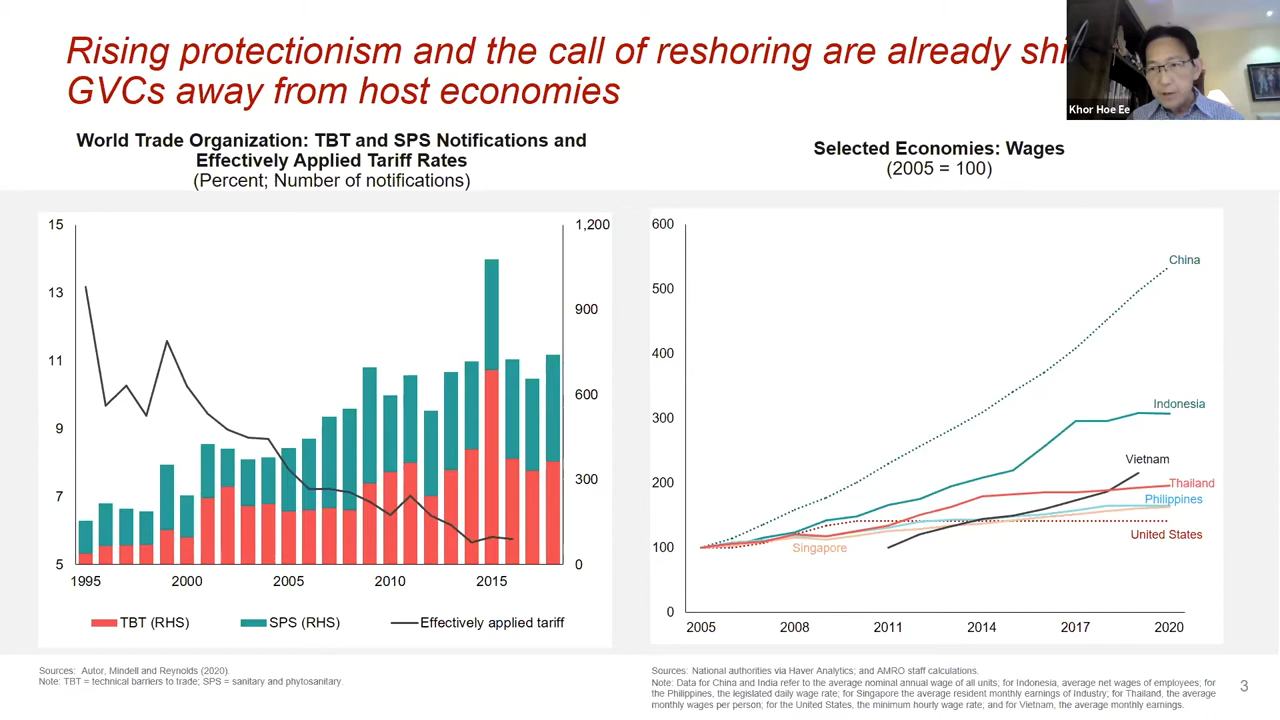 Rising protectionism and the call of reshoring are already
GVCs away from host economies
Khor Hoe Ee
World Trade Organization: TBT and SPS Notifications and
Effectively Applied Tariff Rates
(Percent; Number of notifications)
15
13
11
9
7
5
1,200
900
600
300
0
1995
2000
2005
2010
2015
TBT (RHS)
SPS (RHS)
Effectively applied tariff
Sources: Autor, Mindell and Reynolds (2020).
Note: TBT = technical barriers to trade; SPS = sanitary and phytosanitary.
Selected Economies: Wages
(2005 = 100)
600
500
400
300
200
100
0
China
Indonesia
Vietnam
Thailand
Philippines
United States
Singapore
2005
2008
2011
2014
2017
2020
Sources: National authorities via Haver Analytics; and AMRO staff calculations.
Note: Data for China and India refer to the average nominal annual wage of all units; for Indonesia, average net wages of employees; for
the Philippines, the legislated daily wage rate; for Singapore the average resident monthly earnings of Industry; for Thailand, the average
monthly wages per person; for the United States, the minimum hourly wage rate; and for Vietnam, the average monthly earnings.
3